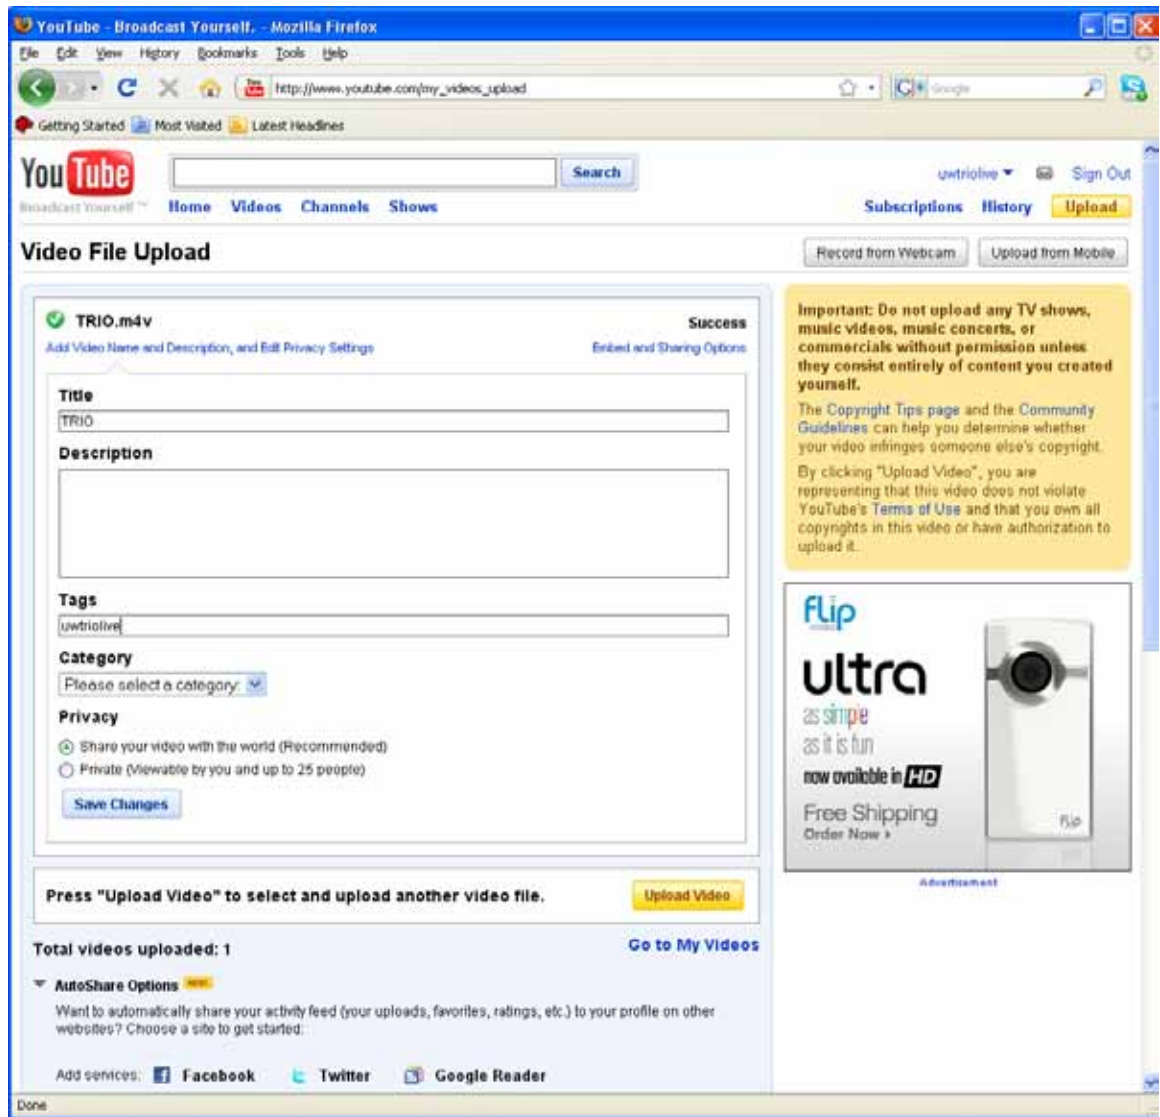 YouTube - Broadcast Yourself. - Mozilla Firefox
File Edit View History Bookmarks Tools Help
http://www.youtube.com/my_videos_upload
Google
Getting Started Most Visited Latest Headlines
You Tube
Search
uwtriolive Sign Out
Broadcast Yourself ™
Home Videos Channels Shows
Subscriptions History Upload
Video File Upload
Record from Webcam Upload from Mobile
TRIO.m4v
Success
Add Video Name and Description, and Edit Privacy Settings
Embed and Sharing Options
Title
TRIO
Description
Tags
uwtriolive
Category
Please select a category:
Privacy
Share your video with the world (Recommended)
Private (Viewable by you and up to 25 people)
Save Changes
Press "Upload Video" to select and upload another video file.
Upload Video
Total videos uploaded: 1
Go to My Videos
AutoShare Options NEW!
Want to automatically share your activity feed (your uploads, favorites, ratings, etc.) to your profile on other
websites? Choose a site to get started:
Add services: Facebook Twitter Google Reader
Important: Do not upload any TV shows,
music videos, music concerts, or
commercials without permission unless
they consist entirely of content you created
yourself.
The Copyright Tips page and the Community
Guidelines can help you determine whether
your video infringes someone else's copyright.
By clicking "Upload Video", you are
representing that this video does not violate
YouTube's Terms of Use and that you own all
copyrights in this video or have authorization to
upload it.
flip
ultra
as simple
as it is fun
now available in HD
Free Shipping
Order Now
flip
Advertisement
Done